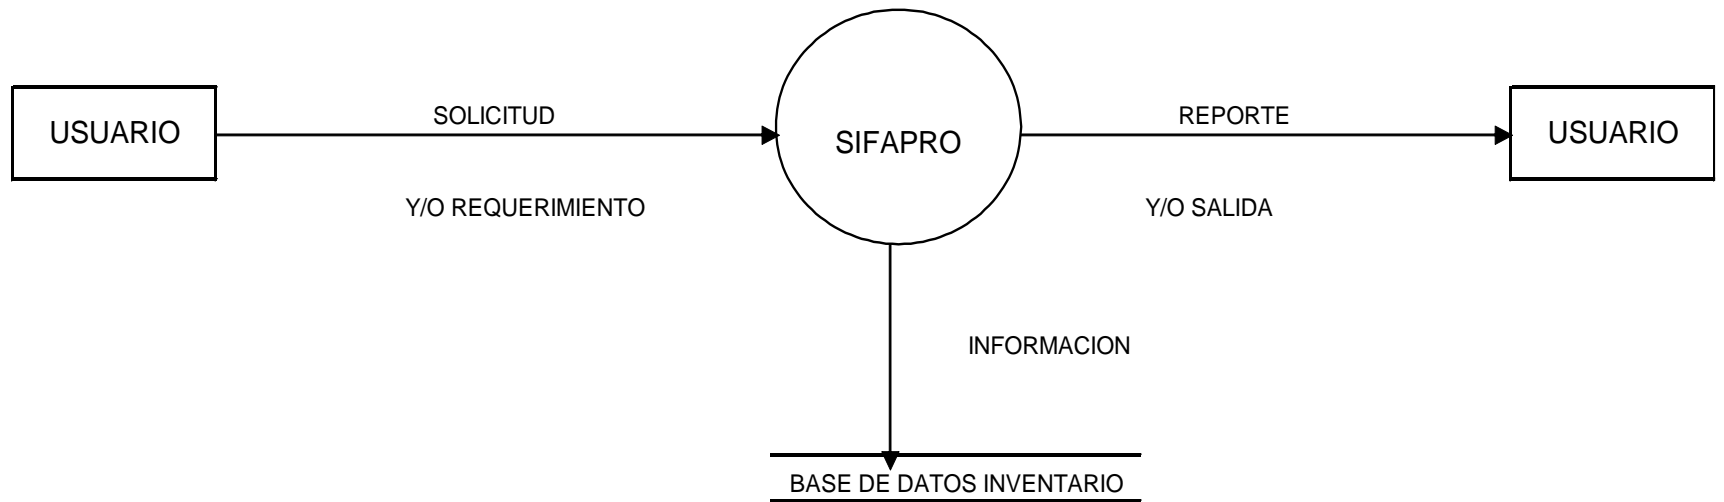 USUARIO
SOLICITUD
Y/O REQUERIMIENTO
SIFAPRO
REPORTE
Y/O SALIDA
USUARIO
INFORMACION
BASE DE DATOS INVENTARIO